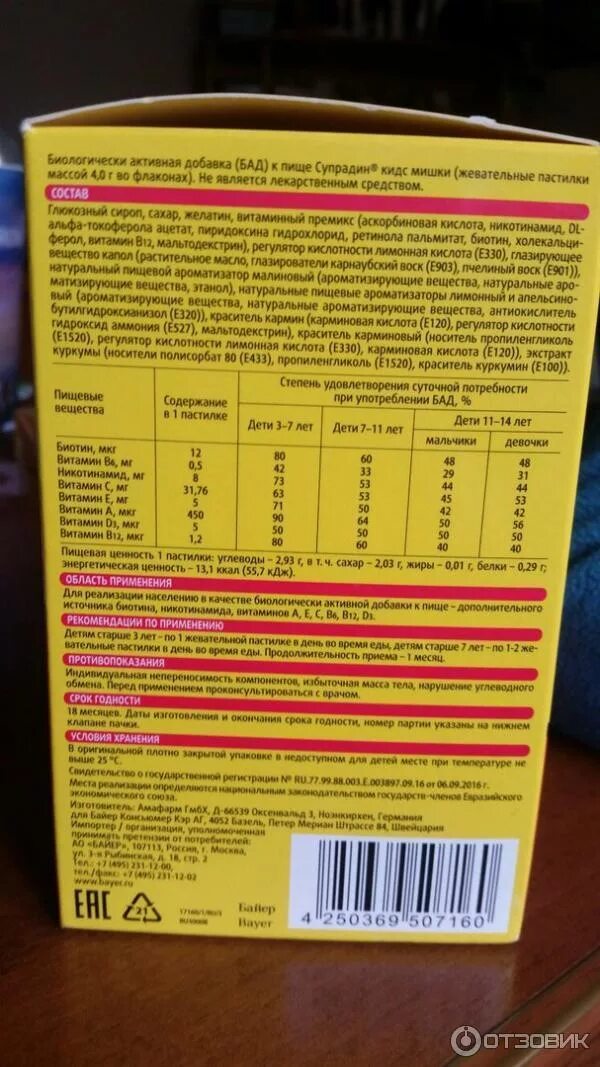 Биологически активная добавка (БАД) к пище Супрадин® кидс мишки (жевательные пастилки
массой 4,0 г во флаконах). Не является лекарственным средством.
СОСТАВ
Глюкозный сироп, сахар, желатин, витаминный премикс (аскорбиновая кислота, никотинамид, DL-
альфа-токоферола ацетат, пиридоксина гидрохлорид, ретинола пальмитат, биотин, холекальци-
ферол, витамин B12, мальтодекстрин), регулятор кислотности лимонная кислота (E330), глазирующее
вещество капол (растительное масло, глазирователи карнаубский воск (E903), пчелиный воск (E901)),
натуральный пищевой ароматизатор малиновый (ароматизирующие вещества, натуральные аро-
матизирующие вещества, этанол), натуральные пищевые ароматизаторы лимонный и апельсино-
вый (ароматизирующие вещества, натуральные ароматизирующие вещества, антиокислитель
бутилгидроксианизол (E320)), краситель кармин (карминовая кислота (E120), регулятор кислотности
гидроксид аммония (E527), мальтодекстрин), краситель карминовый (носитель пропиленгликоль
(E1520), регулятор кислотности лимонная кислота (E330), карминовая кислота (E120)), экстракт
куркумы (носители полисорбат 80 (E433), пропиленгликоль (E1520), краситель куркумин (E100)).
Пищевые вещества Содержание в 1 пастилке Степень удовлетворения суточной потребности при употреблении БАД, %
Дети 3–7 лет Дети 7–11 лет Дети 11–14 лет
мальчики девочки
Биотин, мкг 12 80 60 48 48
Витамин B6, мг 0,5 42 33 29 31
Никотинамид, мг 8 73 53 44 44
Витамин C, мг 31,76 63 53 45 53
Витамин E, мг 5 71 50 42 42
Витамин A, мкг 450 90 64 50 56
Витамин D3, мкг 5 50 50 50 50
Витамин B12, мкг 1,2 80 60 40 40
Пищевая ценность 1 пастилки: углеводы – 2,93 г, в т. ч. сахар – 2,03 г, жиры – 0,01 г, белки – 0,29 г;
энергетическая ценность – 13,1 ккал (55,7 кДж).
ОБЛАСТЬ ПРИМЕНЕНИЯ
Для реализации населению в качестве биологически активной добавки к пище – дополнительного
источника биотина, никотинамида, витаминов A, E, C, B6, B12, D3.
РЕКОМЕНДАЦИИ ПО ПРИМЕНЕНИЮ
Детям старше 3 лет – по 1 жевательной пастилке в день во время еды, детям старше 7 лет – по 1-2 же-
вательные пастилки в день во время еды. Продолжительность приема – 1 месяц.
ПРОТИВОПОКАЗАНИЯ
Индивидуальная непереносимость компонентов, избыточная масса тела, нарушение углеводного
обмена. Перед применением проконсультироваться с врачом.
СРОК ГОДНОСТИ
18 месяцев. Даты изготовления и окончания срока годности, номер партии указаны на нижнем
клапане пачки.
УСЛОВИЯ ХРАНЕНИЯ
В оригинальной плотно закрытой упаковке в недоступном для детей месте при температуре не
выше 25 °C.
Свидетельство о государственной регистрации № RU.77.99.88.003.E.003897.09.16 от 06.09.2016 г.
Места реализации определяются национальным законодательством государств-членов Евразийского
экономического союза.
Изготовитель: Амафарм ГмбХ, Д-66539 Оксенвальд 3, Ноэнкирхен, Германия
для Байер Консьюмер Кэр АГ, 4052 Базель, Петер Мериан Штрассе 84, Швейцария
Импортер / организация, уполномоченная
принимать претензии от потребителей:
АО «БАЙЕР», 107113, Россия, г. Москва,
ул. 3-я Рыбинская, д. 18, стр. 2
Тел.: +7 (495) 231-12-00,
тел./факс: +7 (495) 231-12-02
www.bayer.ru
EAC 21 Байер
Bayer
4 250369 507160
ОТЗОВИК